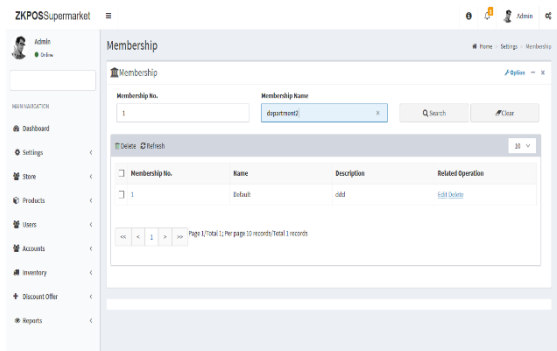 ZKPOSSupermarket
Admin
Admin
Online
Membership
Home > Settings > Membership
Membership
Option
Membership No.
Membership Name
1
department2
x
Search
Clear
MAIN NAVIGATION
Dashboard
Settings
Store
Products
Users
Accounts
Inventory
Discount Offer
Reports
Delete Refresh
10
Membership No. Name Description Related Operation
1 Default ddd Edit Delete
<< < 1 > >> Page 1/Total 1; Per page 10 records/Total 1 records